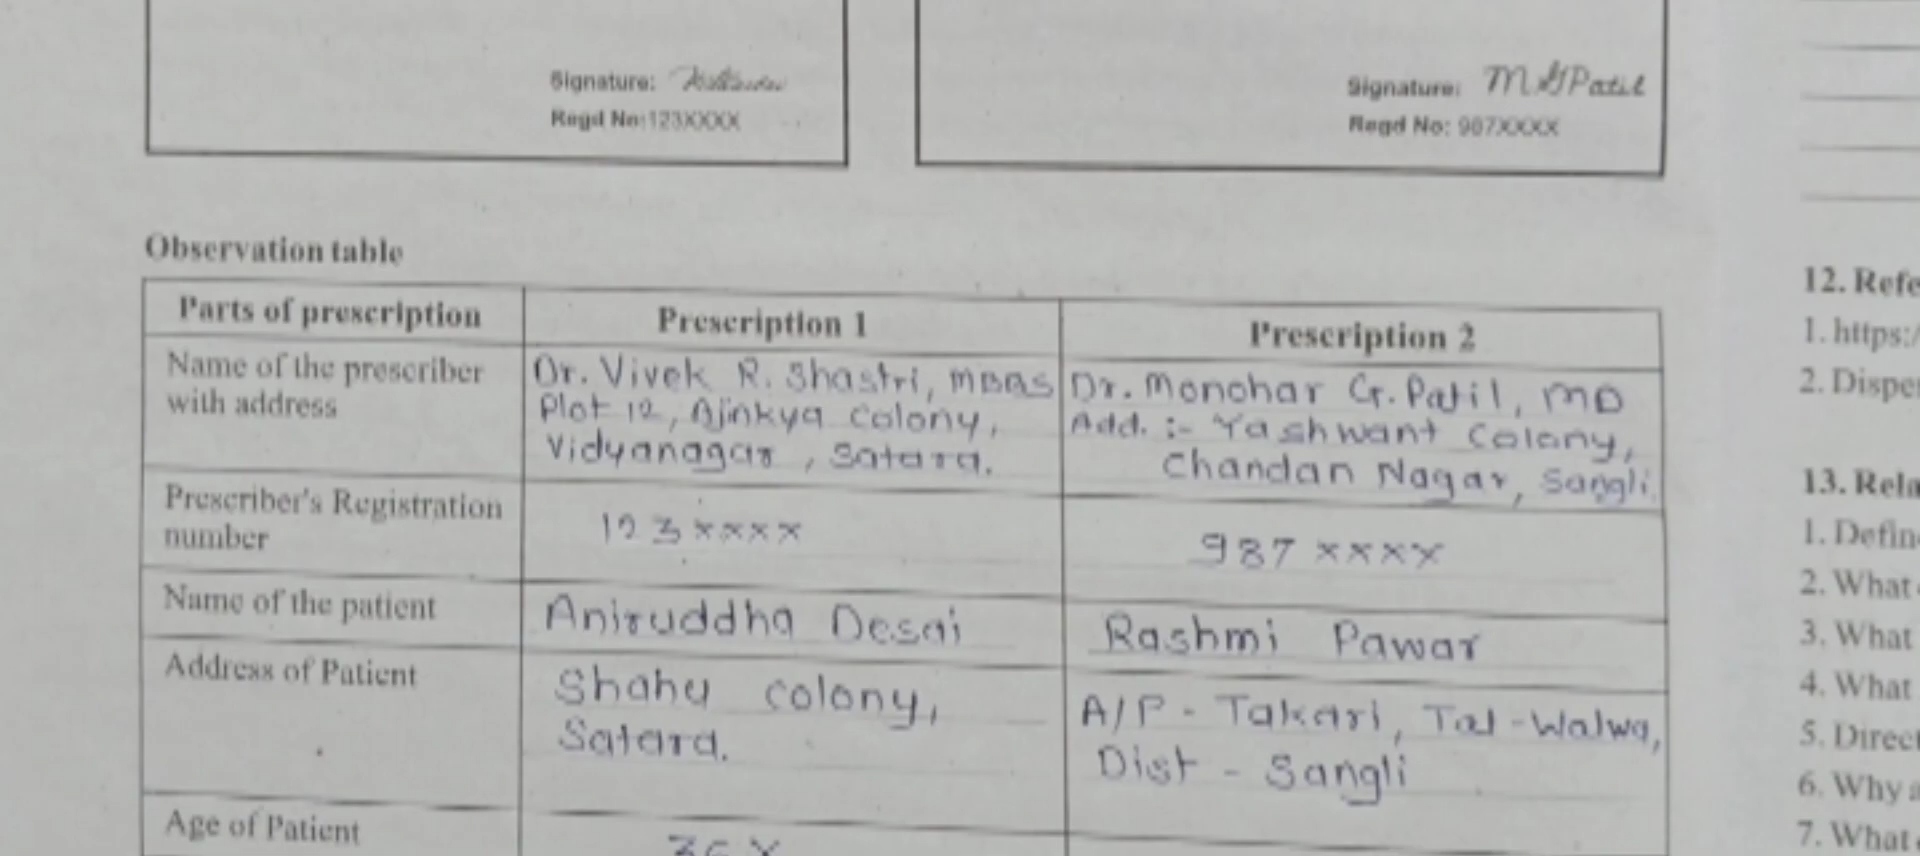 Signature:
Regd No:123XXXX
Signature: M G Patil
Regd No: 987XXXX
Observation table
Parts of prescription Prescription 1 Prescription 2
Name of the prescriber with address
Dr. Vivek R. Shastri, MBBS
Plot 12, Ajinkya colony,
Vidyanagar, Satara.
Dr. Monohar G. Patil, MD
Add. :- Yashwant Colony,
Chandan Nagar, Sangli.
Prescriber's Registration number
123xxxx
987 xxxx
Name of the patient
Aniruddha Desai
Rashmi Pawar
Address of Patient
Shahu colony,
Satara.
A/P - Takari, Tal - Walwa,
Dist - Sangli
Age of Patient
12. Refe
1. https:/
2. Dispe
13. Rela
1. Defin
2. What
3. What
4. What
5. Direct
6. Why a
7. What